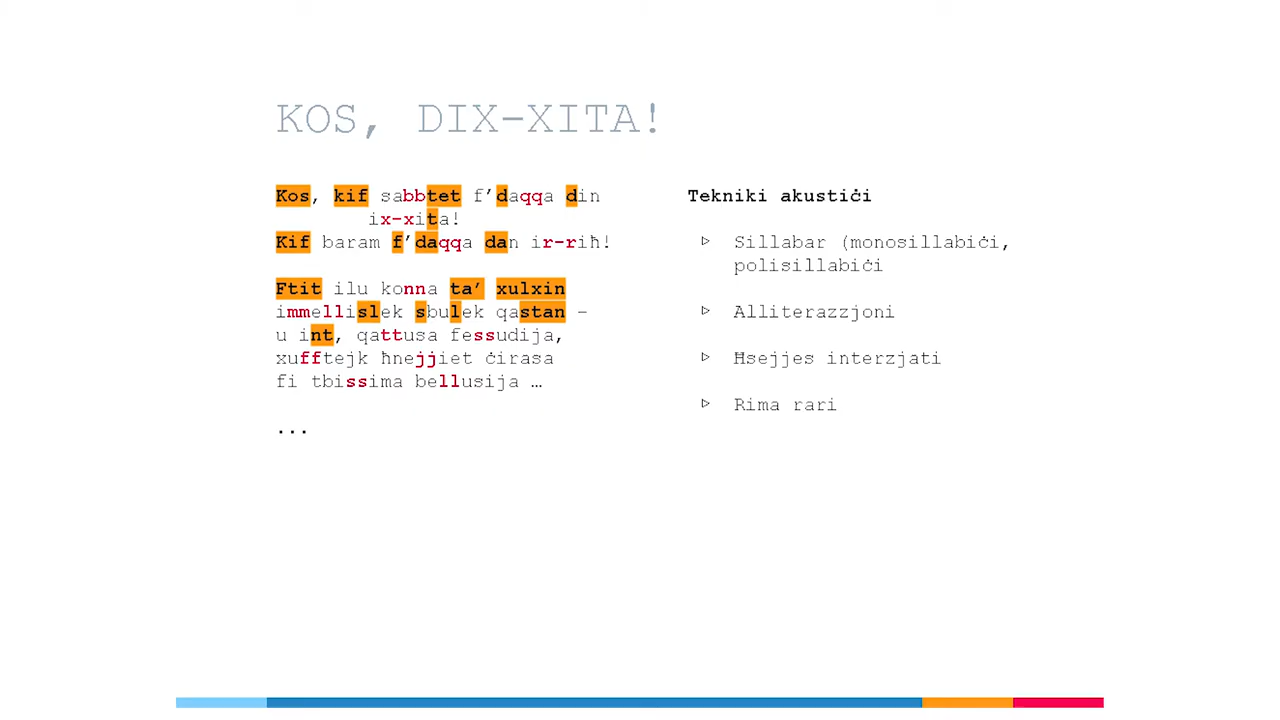 KOS, DIX-XITA!
Kos, kif sabbtet f’daqqa din
ix-xita!
Kif baram f’daqqa dan ir-riħ!
Ftit ilu konna ta’ xulxin
immellislek sbulek qastan –
u int, qattusa fessudija,
xufftejk ħnejjiet ċirasa
fi tbissima bellusija …
...
Tekniki akustiċi
▷ Sillabar (monosillabiċi,
polisillabiċi
▷ Alliterazzjoni
▷ Ħsejjes interzjati
▷ Rima rari